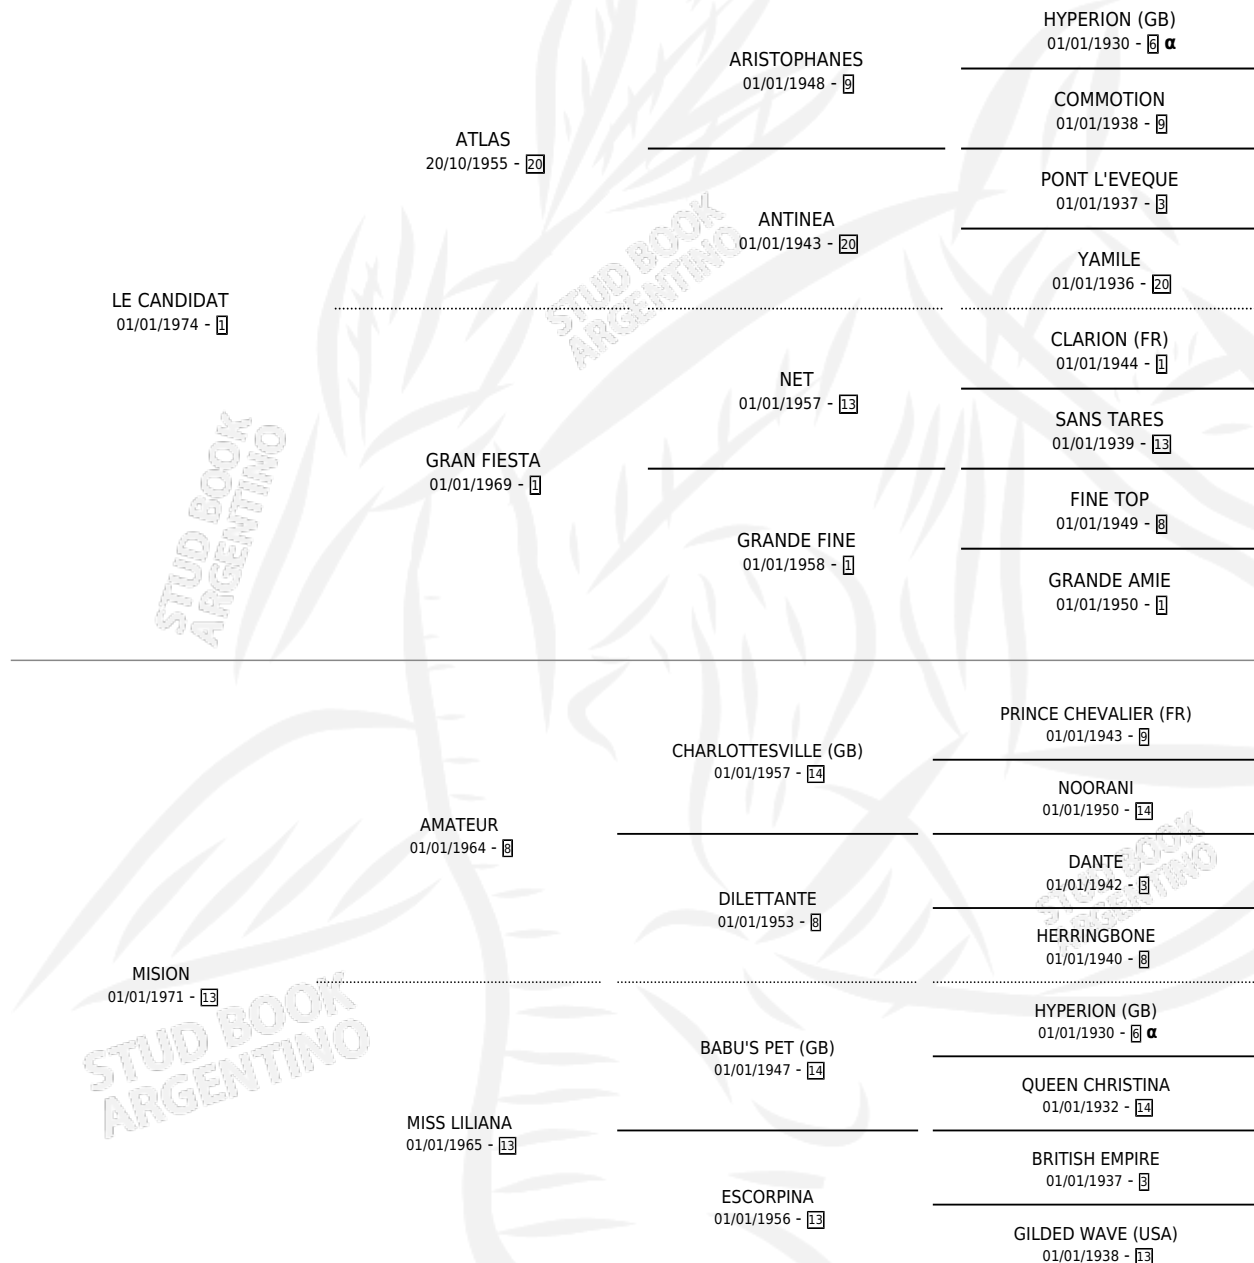 HYPERION (GB)
01/01/1930 - 6 α
ARISTOPHANES
01/01/1948 - 9
COMMOTION
01/01/1938 - 9
ATLAS
20/10/1955 - 20
PONT L'EVEQUE
01/01/1937 - 3
ANTINEA
01/01/1943 - 20
YAMILE
01/01/1936 - 20
LE CANDIDAT
01/01/1974 - 1
CLARION (FR)
01/01/1944 - 1
NET
01/01/1957 - 13
SANS TARES
01/01/1939 - 13
GRAN FIESTA
01/01/1969 - 1
FINE TOP
01/01/1949 - 8
GRANDE FINE
01/01/1958 - 1
GRANDE AMIE
01/01/1950 - 1
PRINCE CHEVALIER (FR)
01/01/1943 - 9
CHARLOTTESVILLE (GB)
01/01/1957 - 14
NOORANI
01/01/1950 - 14
AMATEUR
01/01/1964 - 8
DANTE
01/01/1942 - 3
DILETTANTE
01/01/1953 - 8
HERRINGBONE
01/01/1940 - 8
MISION
01/01/1971 - 13
HYPERION (GB)
01/01/1930 - 6 α
BABU'S PET (GB)
01/01/1947 - 14
QUEEN CHRISTINA
01/01/1932 - 14
MISS LILIANA
01/01/1965 - 13
BRITISH EMPIRE
01/01/1937 - 3
ESCORPINA
01/01/1956 - 13
GILDED WAVE (USA)
01/01/1938 - 13
STUD BOOK
ARGENTINO
STUD BOOK
ARGENTINO
STUD BOOK
ARGENTINO
STUD BOOK
ARGENTINO